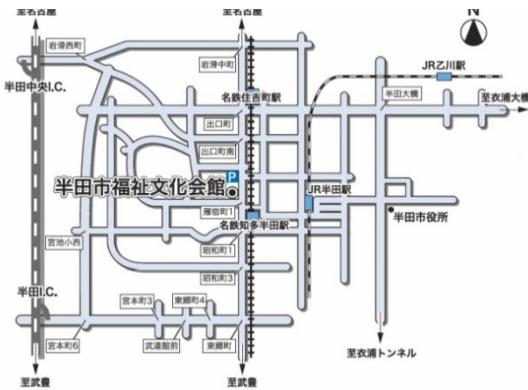 至名古屋
至名古屋
N
岩滑西町
岩滑中町
JR乙川駅
半田中央I.C.
名鉄住吉町駅
半田大橋
至衣浦大橋
出口町
出口町南
P
半田市福祉文化会館
JR半田駅
雁宿町1
半田市役所
名鉄知多半田駅
宮池小西
昭和町1
昭和町3
半田I.C.
宮本町3
東郷町4
宮本町6
武道館前
東郷町
至衣浦トンネル
至武豊
至武豊